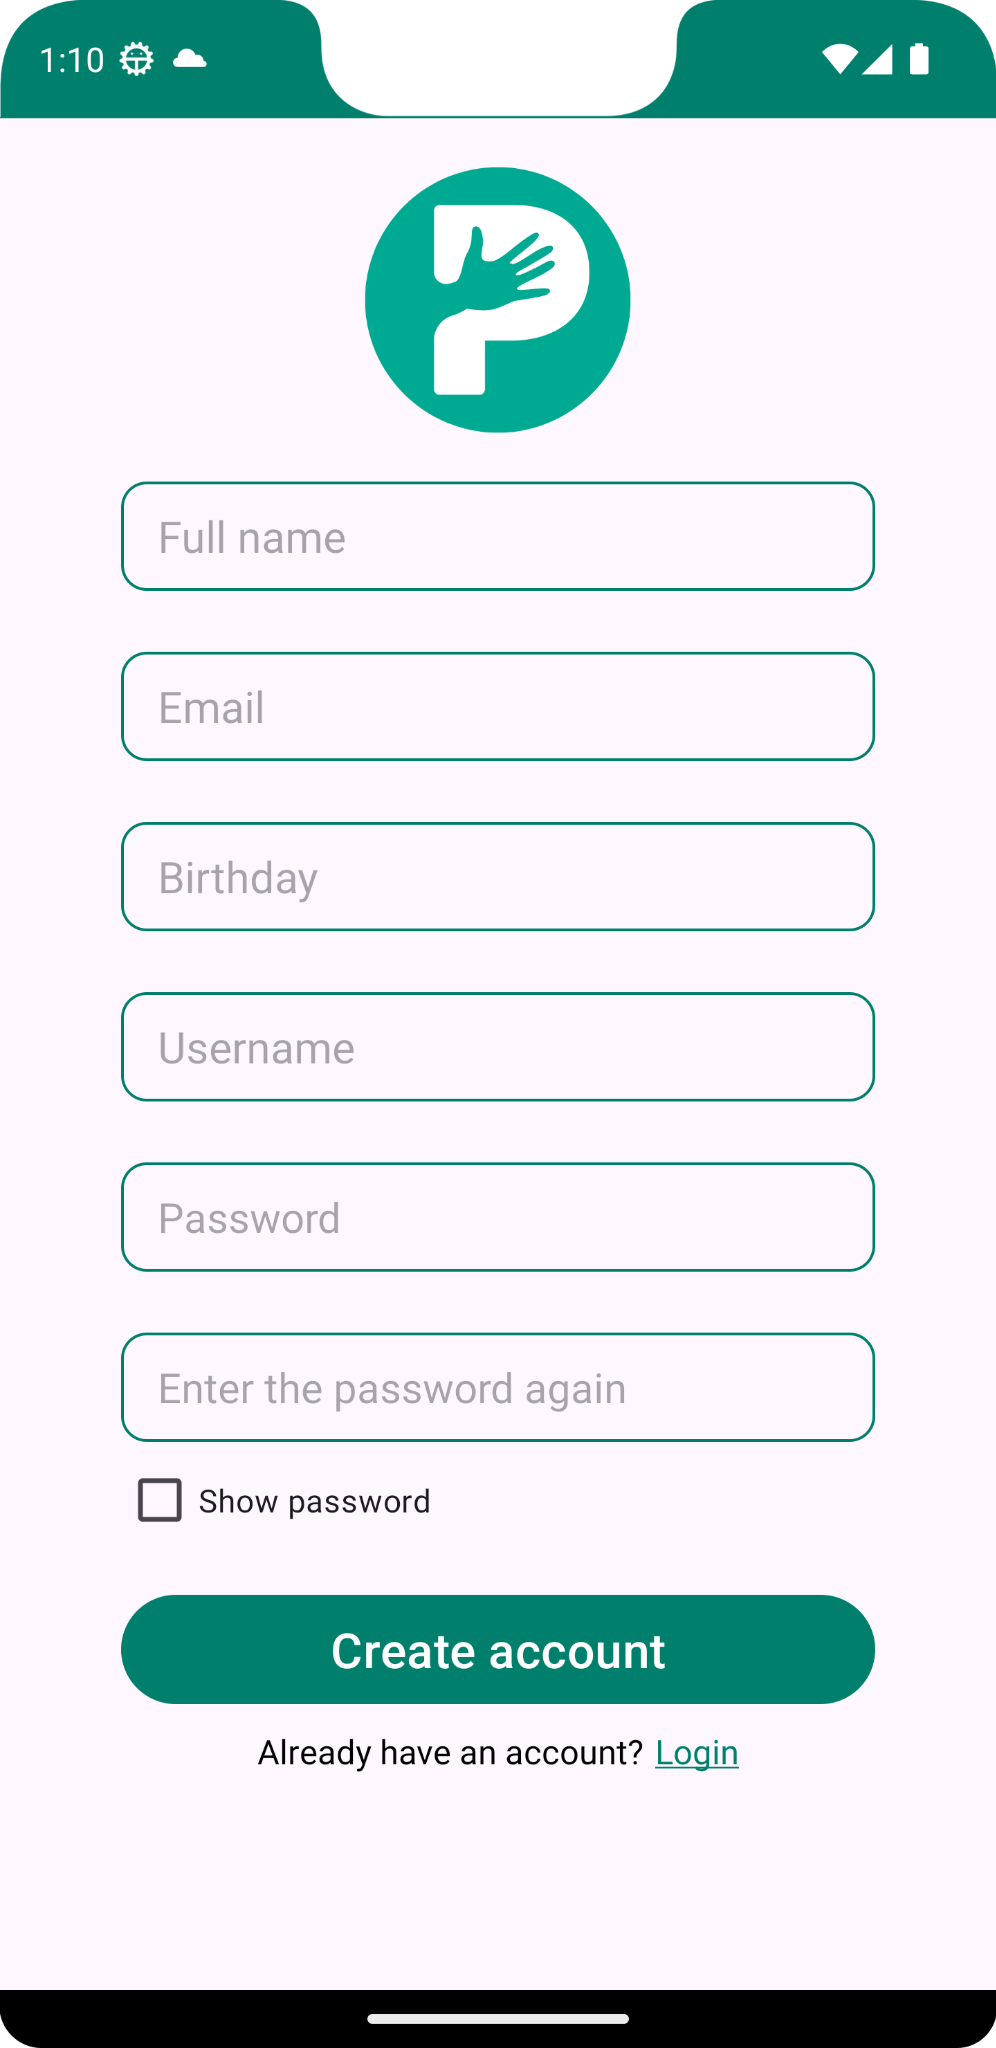 1:10
P
Full name
Email
Birthday
Username
Password
Enter the password again
Show password
Create account
Already have an account? Login